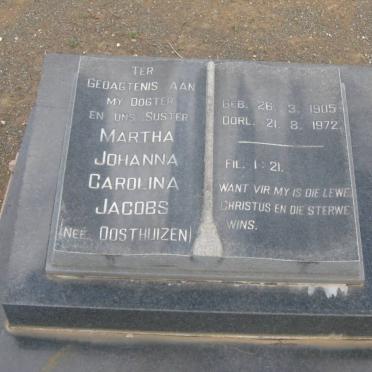 TER
GEDAGTENIS AAN
MY DOGTER
EN ONS SUSTER
MARTHA
JOHANNA
CAROLINA
JACOBS
(NEÉ OOSTHUIZEN)
GEB. 26. 3. 1905
OORL. 21. 8. 1972.
FIL. 1:21.
WANT VIR MY IS DIE LEWE
CHRISTUS EN DIE STERWE
WINS.